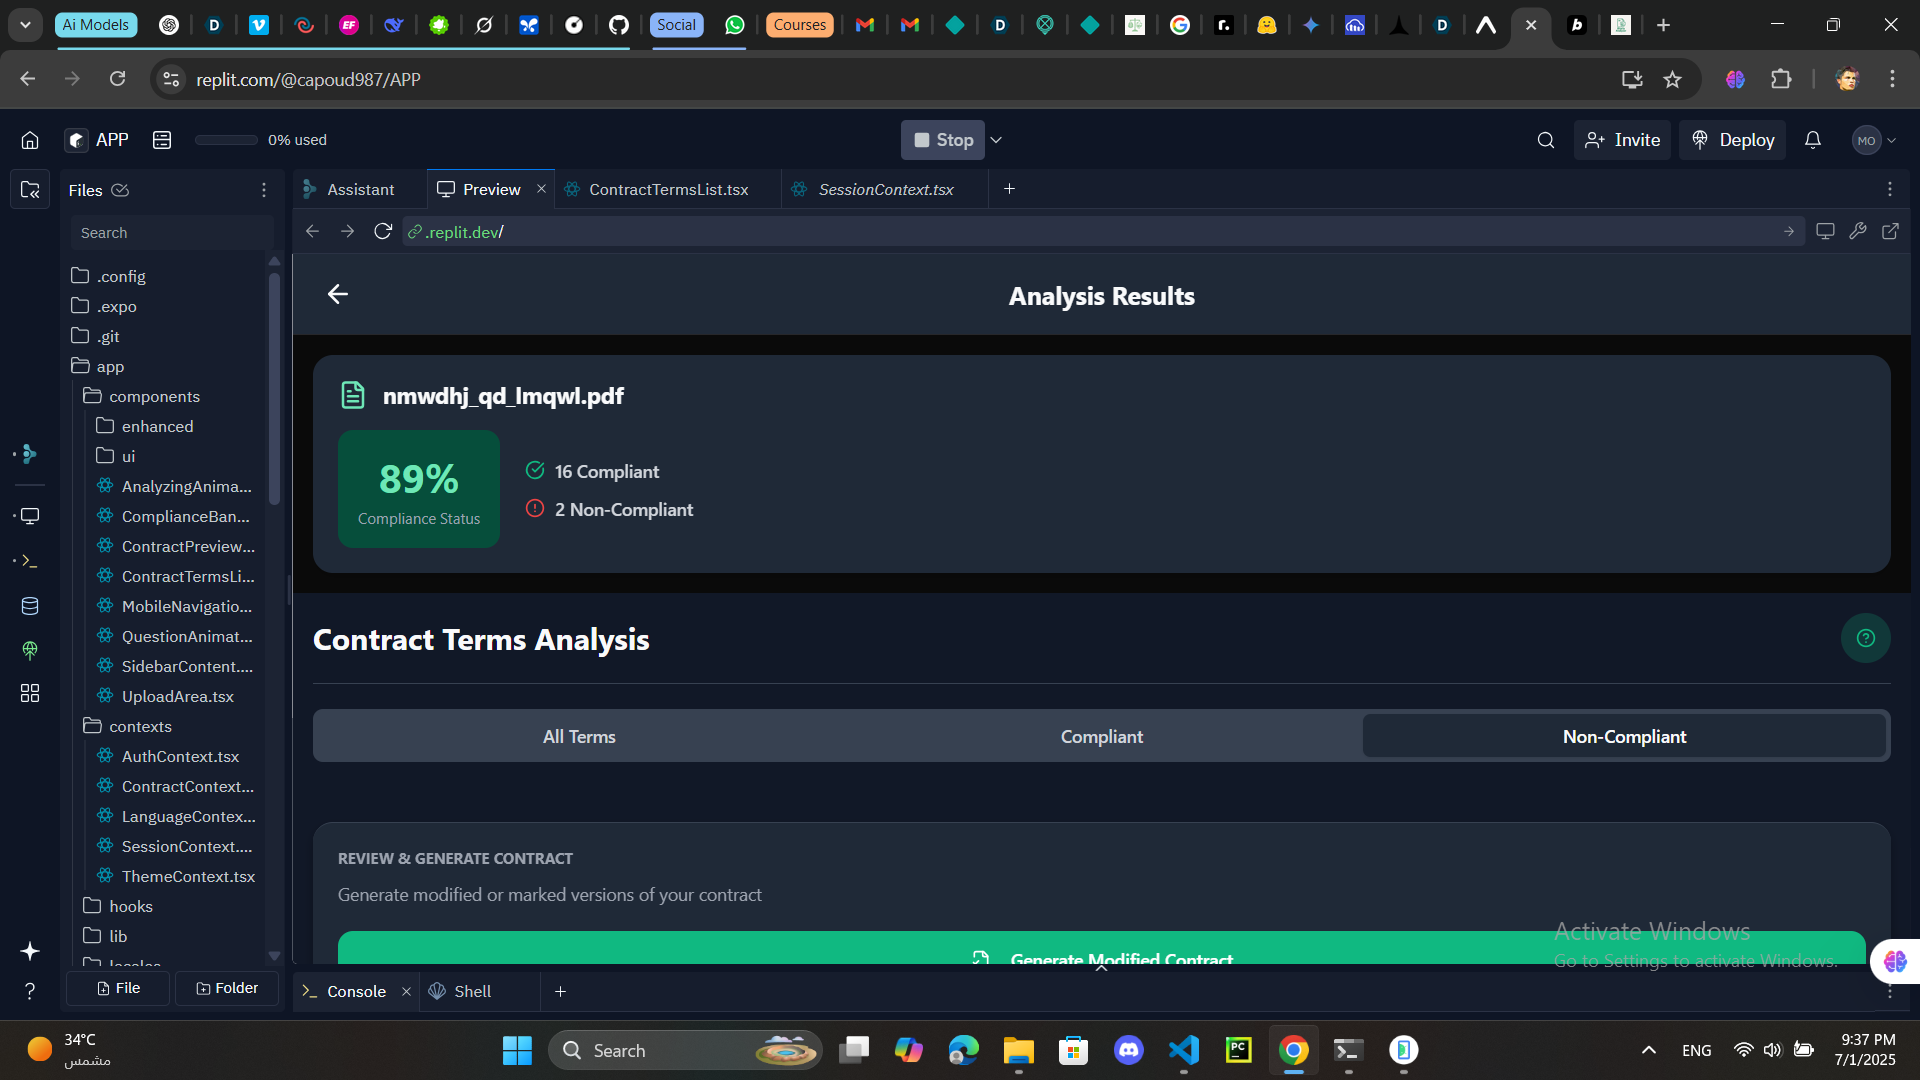 Ai Models
Social
Courses
replit.com/@capoud987/APP
APP
0% used
Stop
Invite
Deploy
MO
Files
Assistant
Preview
ContractTermsList.tsx
SessionContext.tsx
Search
.replit.dev/
.config
.expo
.git
app
components
enhanced
ui
AnalyzingAnima...
ComplianceBan...
ContractPreview...
ContractTermsLi...
MobileNavigatio...
QuestionAnimat...
SidebarContent....
UploadArea.tsx
contexts
AuthContext.tsx
ContractContext...
LanguageContex...
SessionContext....
ThemeContext.tsx
hooks
lib
locales
File
Folder
Analysis Results
nmwdhj_qd_lmqwl.pdf
89%
Compliance Status
16 Compliant
2 Non-Compliant
Contract Terms Analysis
All Terms
Compliant
Non-Compliant
REVIEW & GENERATE CONTRACT
Generate modified or marked versions of your contract
Generate Modified Contract
Activate Windows
Go to Settings to activate Windows.
Console
Shell
34°C
مشمس
Search
ENG
9:37 PM
7/1/2025